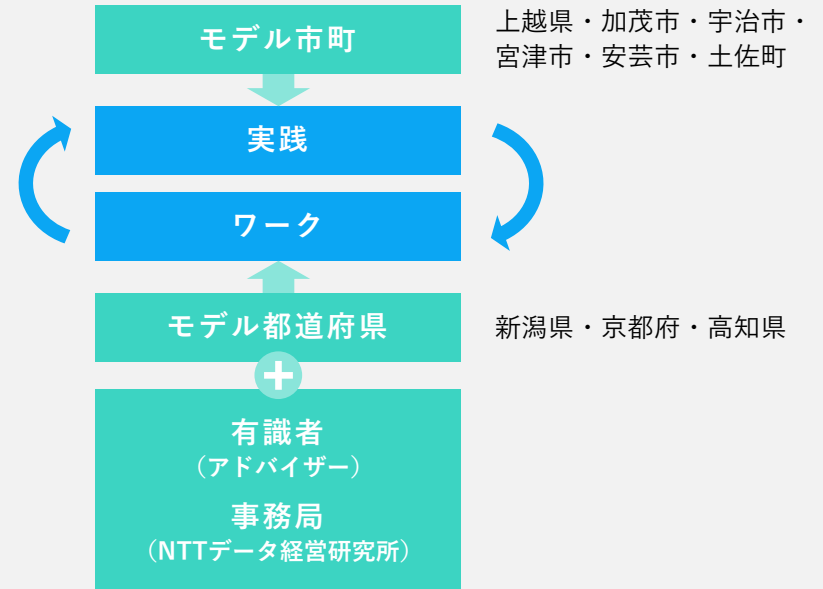 モデル市町
上越県・加茂市・宇治市・
宮津市・安芸市・土佐町
実践
ワーク
モデル都道府県
新潟県・京都府・高知県
有識者
（アドバイザー）
事務局
（NTTデータ経営研究所）